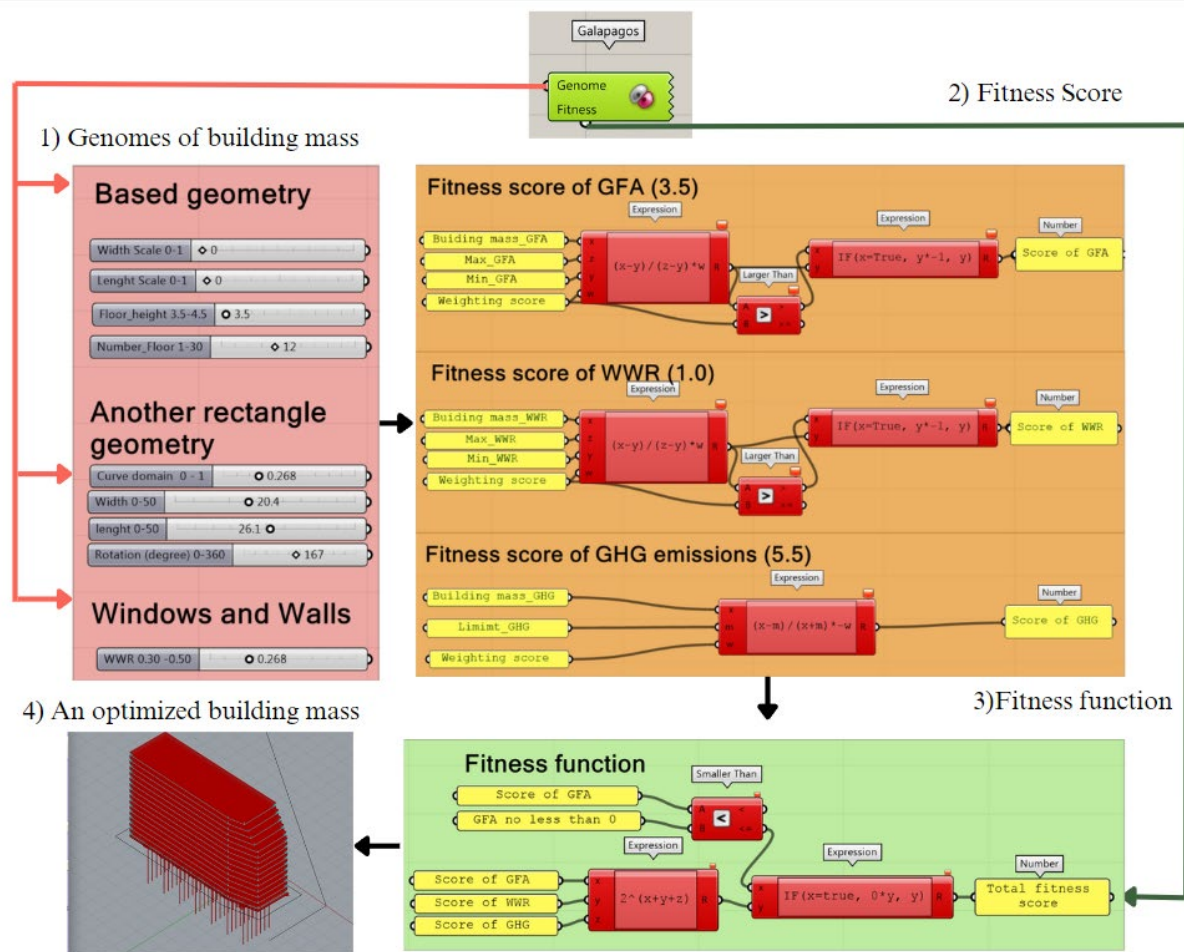 Galapagos
Genome
Fitness
2) Fitness Score
1) Genomes of building mass
Based geometry
Width Scale 0-1 0
Lenght Scale 0-1 0
Floor_height 3.5-4.5 3.5
Number_Floor 1-30 12
Another rectangle
geometry
Curve domain 0 - 1 0.268
Width 0-50 20.4
lenght 0-50 26.1
Rotation (degree) 0-360 167
Windows and Walls
WWR 0.30 -0.50 0.268
Fitness score of GFA (3.5)
Expression
Expression
Number
Buiding mass_GFA
Max_GFA
Min_GFA
Weighting score
x
z
y
w
(x-y)/(z-y)*w
R
Larger Than
A >
B >=
>
x
y
IF(x=True, y*-1, y)
R
Score of GFA
Fitness score of WWR (1.0)
Expression
Expression
Number
Buiding mass_WWR
Max_WWR
Min_WWR
Weighting score
x
z
y
w
(x-y)/(z-y)*w
R
Larger Than
A >
B >=
>
x
y
IF(x=True, y*-1, y)
R
Score of WWR
Fitness score of GHG emissions (5.5)
Expression
Number
Building mass_GHG
Limimt_GHG
Weighting score
x
m
w
(x-m)/(x+m)*-w
R
Score of GHG
3)Fitness function
4) An optimized building mass
Fitness function
Smaller Than
Score of GFA
GFA no less than 0
A <
B <=
<
Expression
Expression
Number
Score of GFA
Score of WWR
Score of GHG
x
y
z
2^(x+y+z)
R
x
y
IF(x=true, 0*y, y)
R
Total fitness
score